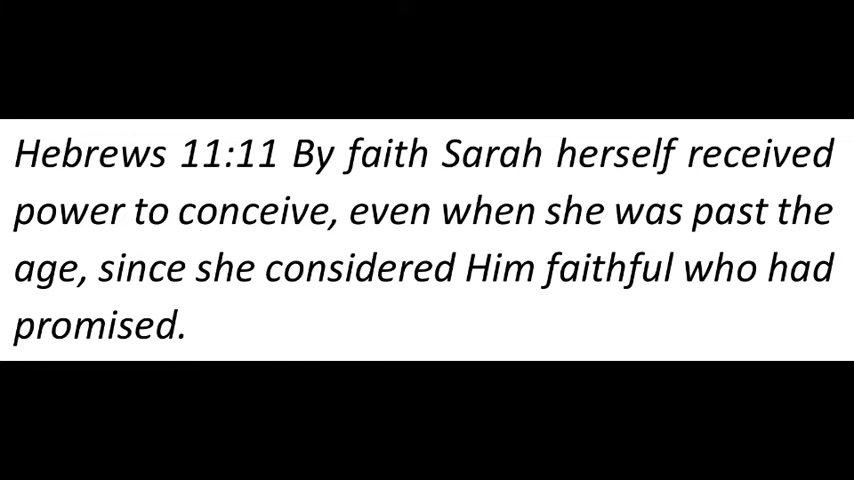 Hebrews 11:11 By faith Sarah herself received
power to conceive, even when she was past the
age, since she considered Him faithful who had
promised.